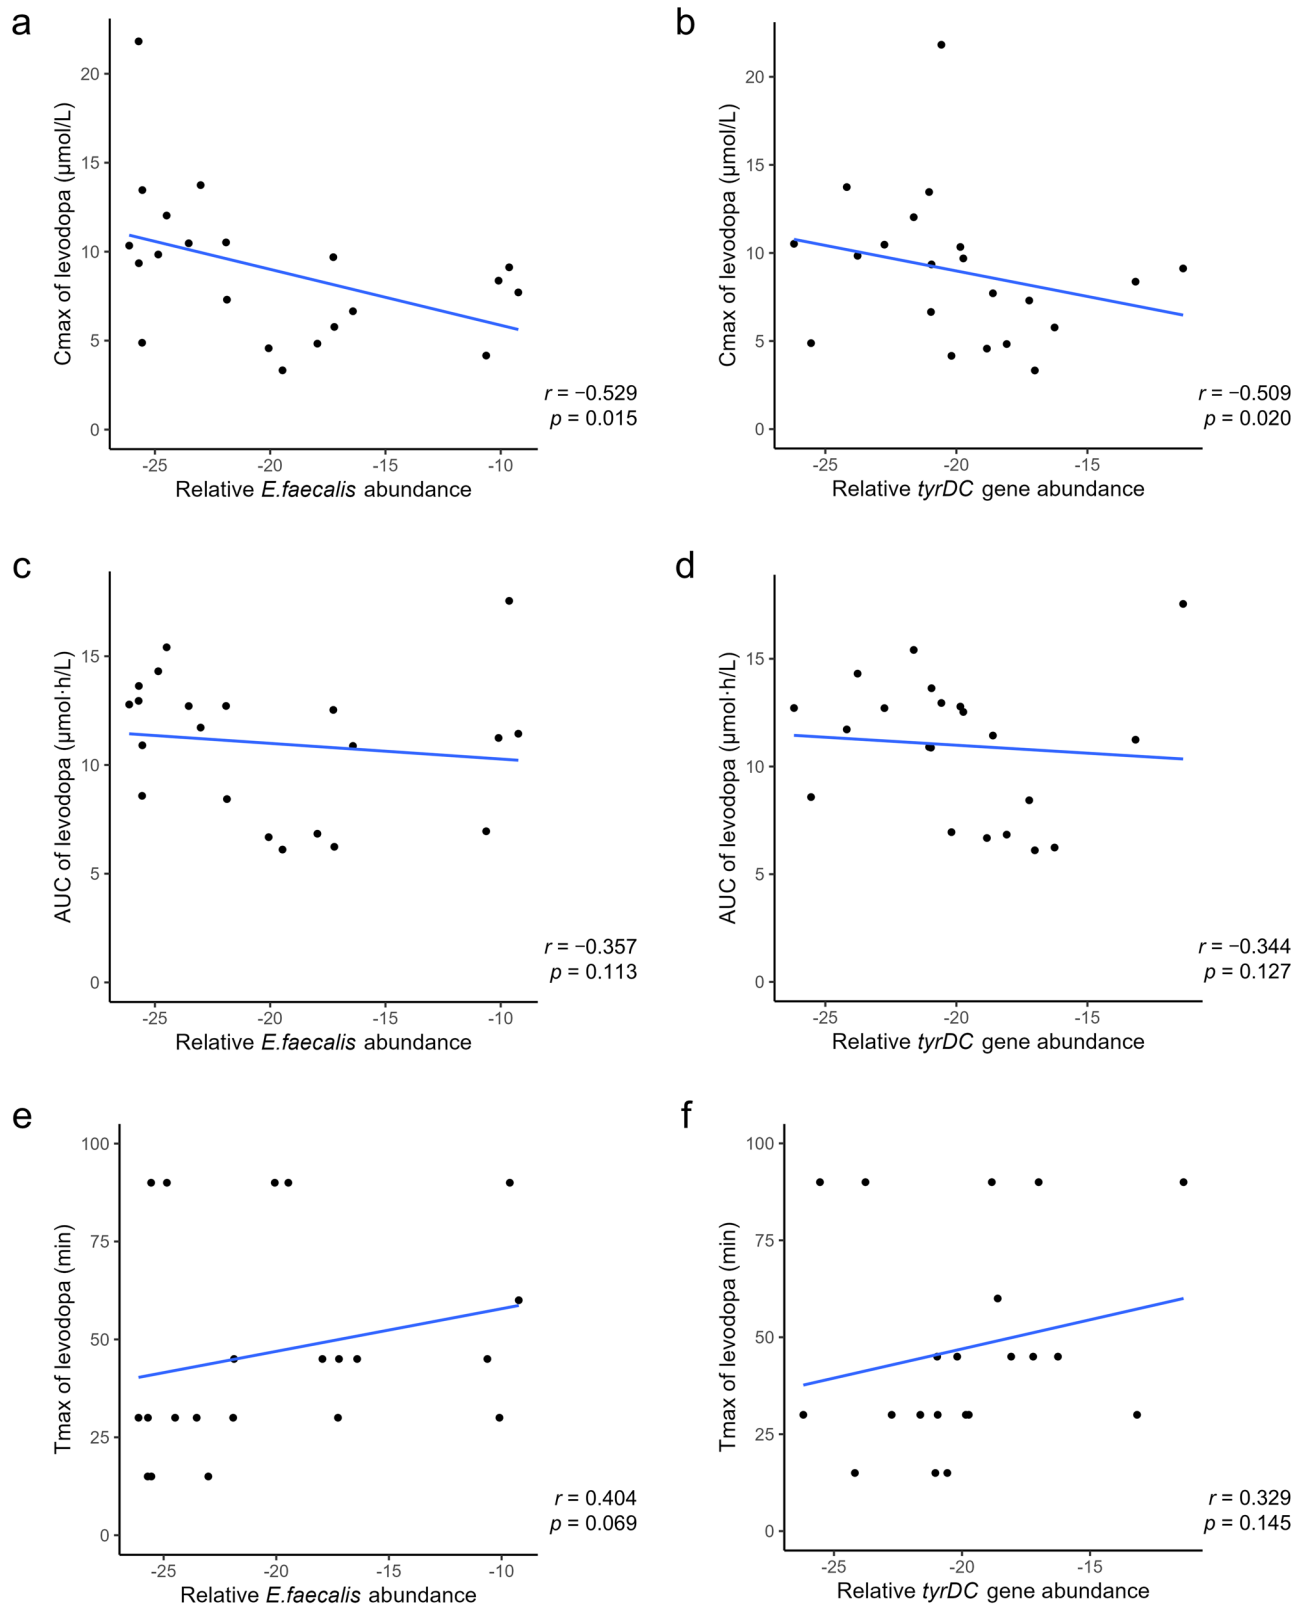 a
Cmax of levodopa (μmol/L)
20
15
10
5
0
-25 -20 -15 -10
Relative E.faecalis abundance
r = −0.529
p = 0.015
b
Cmax of levodopa (μmol/L)
20
15
10
5
0
-25 -20 -15
Relative tyrDC gene abundance
r = −0.509
p = 0.020
c
AUC of levodopa (μmol·h/L)
15
10
5
0
-25 -20 -15 -10
Relative E.faecalis abundance
r = −0.357
p = 0.113
d
AUC of levodopa (μmol·h/L)
15
10
5
0
-25 -20 -15
Relative tyrDC gene abundance
r = −0.344
p = 0.127
e
Tmax of levodopa (min)
100
75
50
25
0
-25 -20 -15 -10
Relative E.faecalis abundance
r = 0.404
p = 0.069
f
Tmax of levodopa (min)
100
75
50
25
0
-25 -20 -15
Relative tyrDC gene abundance
r = 0.329
p = 0.145